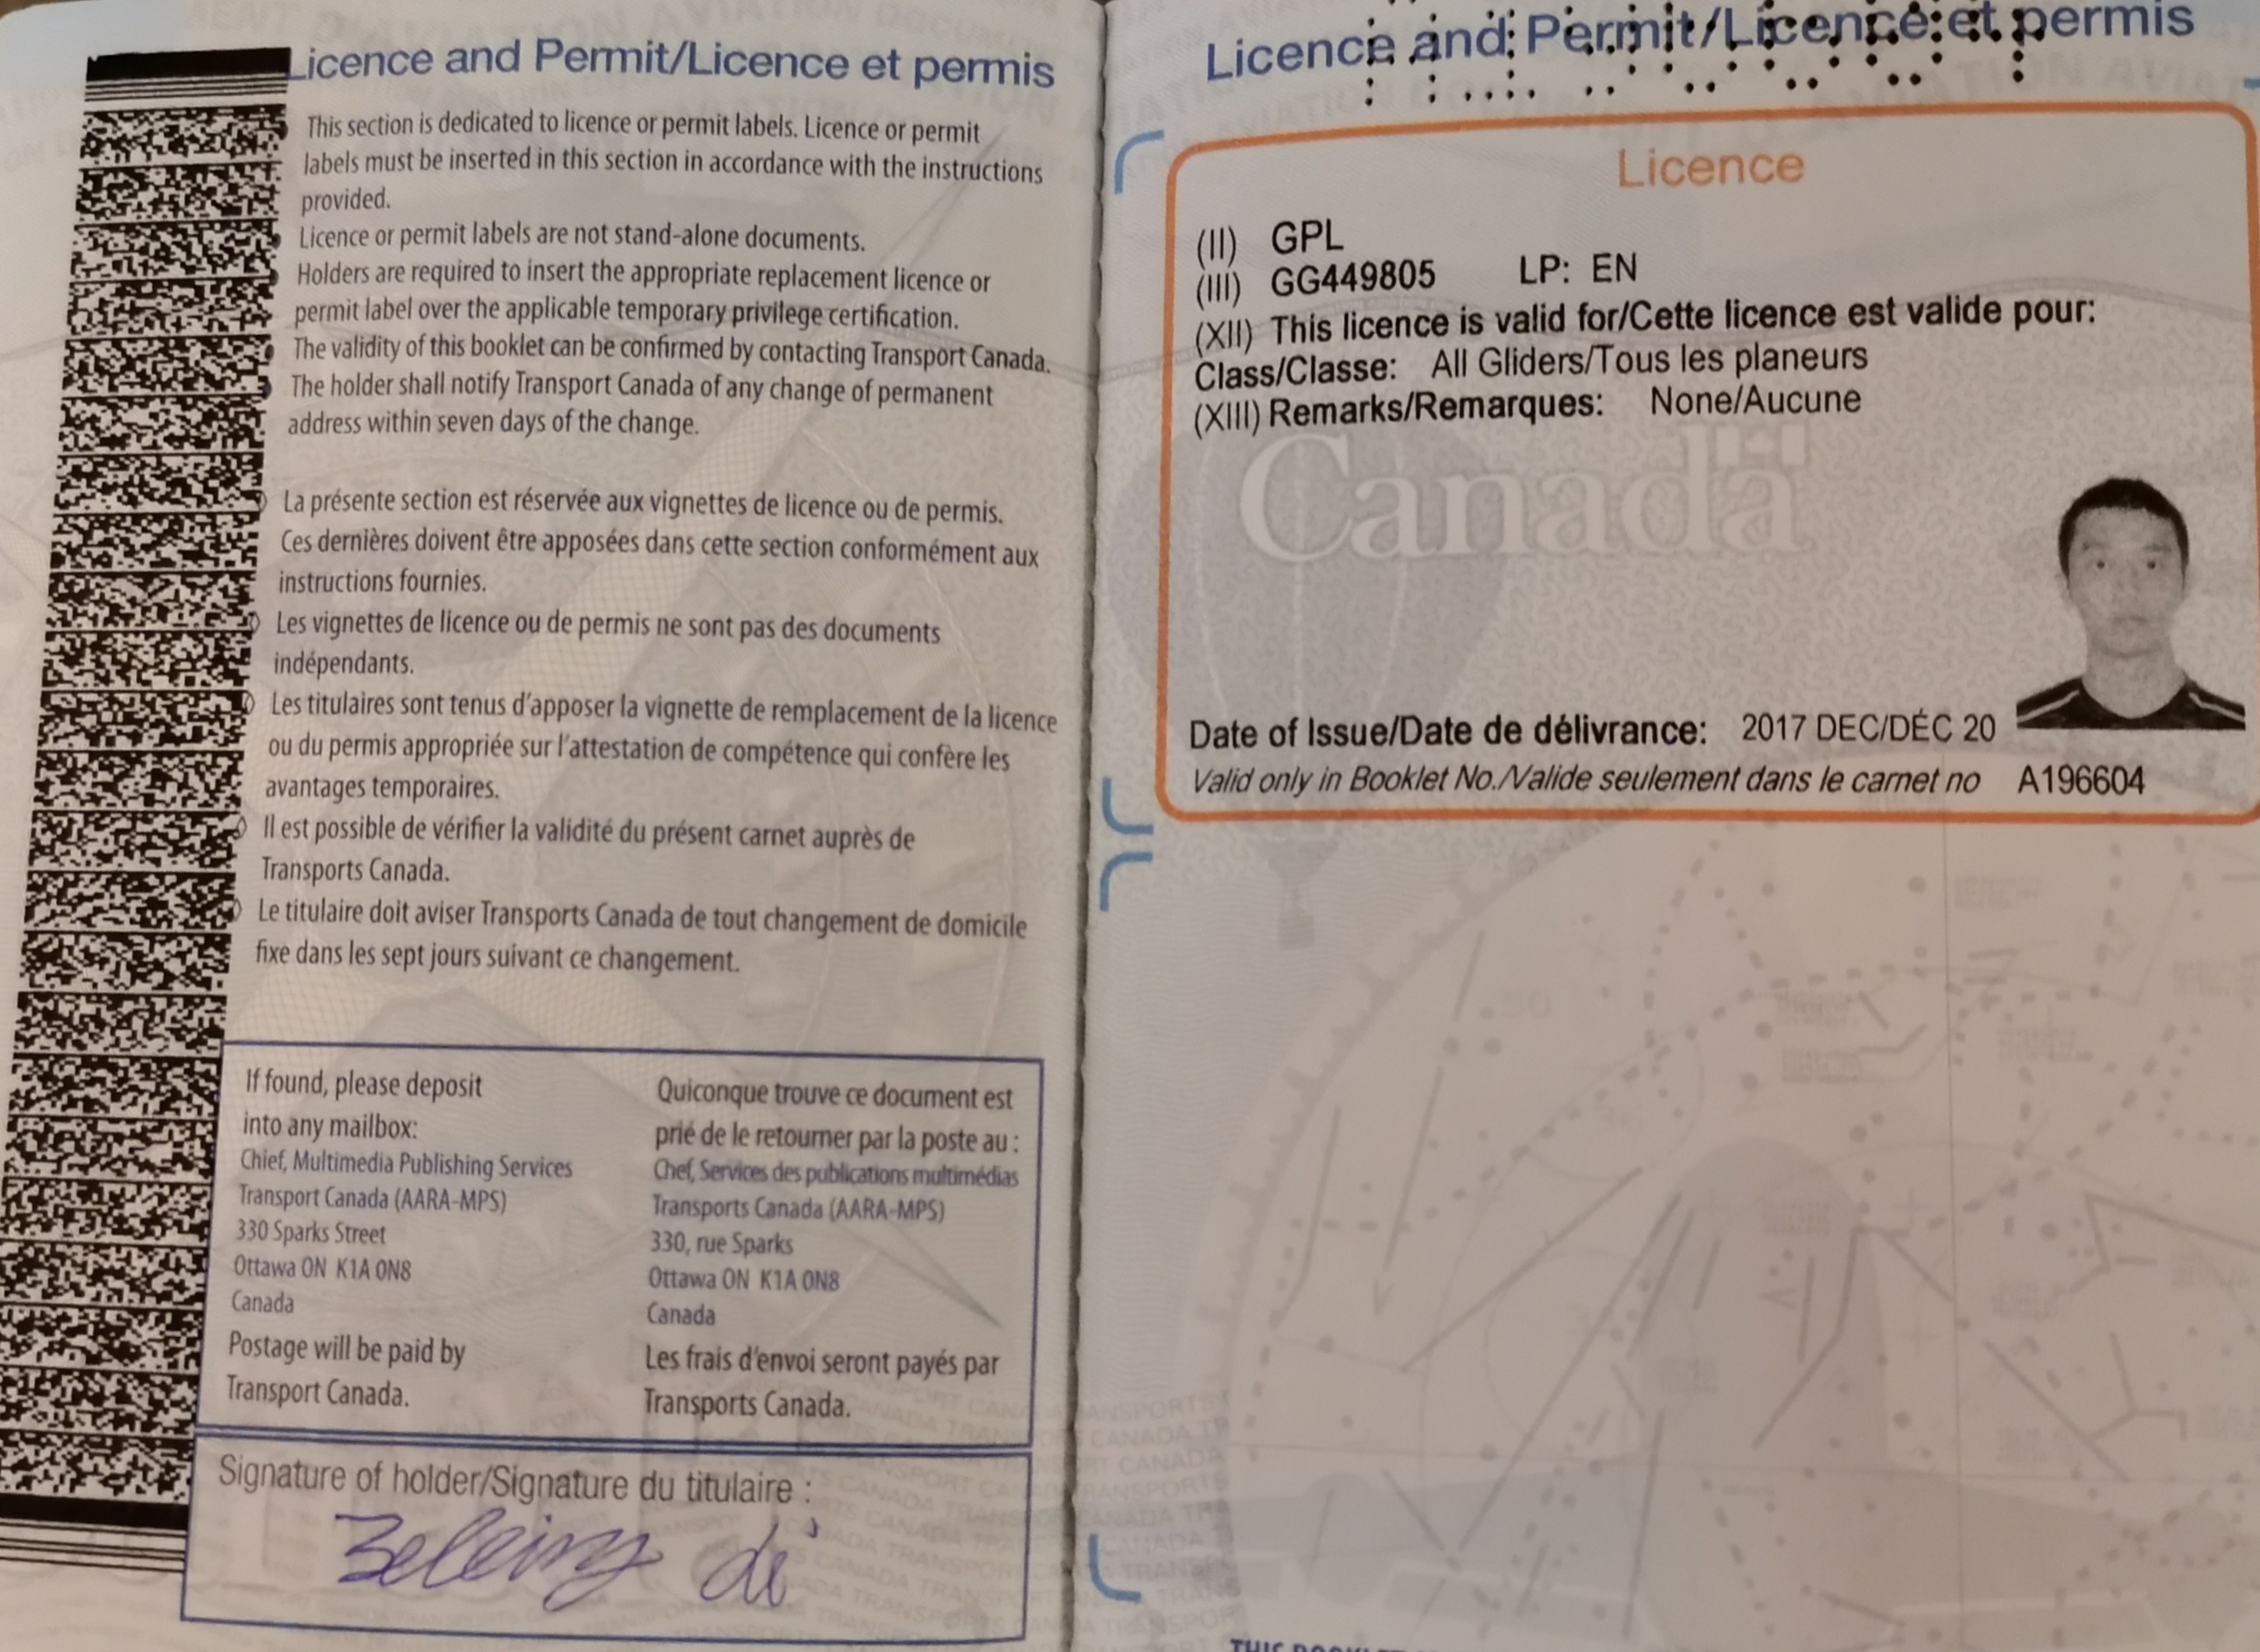 Licence and Permit/Licence et permis
This section is dedicated to licence or permit labels. Licence or permit
labels must be inserted in this section in accordance with the instructions
provided.
Licence or permit labels are not stand-alone documents.
Holders are required to insert the appropriate replacement licence or
permit label over the applicable temporary privilege certification.
The validity of this booklet can be confirmed by contacting Transport Canada.
The holder shall notify Transport Canada of any change of permanent
address within seven days of the change.
La présente section est réservée aux vignettes de licence ou de permis.
Ces dernières doivent être apposées dans cette section conformément aux
instructions fournies.
Les vignettes de licence ou de permis ne sont pas des documents
indépendants.
Les titulaires sont tenus d'apposer la vignette de remplacement de la licence
ou du permis appropriée sur l'attestation de compétence qui confère les
avantages temporaires.
Il est possible de vérifier la validité du présent carnet auprès de
Transports Canada.
Le titulaire doit aviser Transports Canada de tout changement de domicile
fixe dans les sept jours suivant ce changement.
If found, please deposit
into any mailbox:
Chief, Multimedia Publishing Services
Transport Canada (AARA-MPS)
330 Sparks Street
Ottawa ON K1A 0N8
Canada
Postage will be paid by
Transport Canada.
Quiconque trouve ce document est
prié de le retourner par la poste au :
Chef, Services des publications multimédias
Transports Canada (AARA-MPS)
330, rue Sparks
Ottawa ON K1A 0N8
Canada
Les frais d'envoi seront payés par
Transports Canada.
Signature of holder/Signature du titulaire :
Licence and Permit/Licence et permis
Licence
(II) GPL
(III) GG449805 LP: EN
(XII) This licence is valid for/Cette licence est valide pour:
Class/Classe: All Gliders/Tous les planeurs
(XIII) Remarks/Remarques: None/Aucune
Canada
Date of Issue/Date de délivrance: 2017 DEC/DÉC 20
Valid only in Booklet No./Valide seulement dans le carnet no A196604